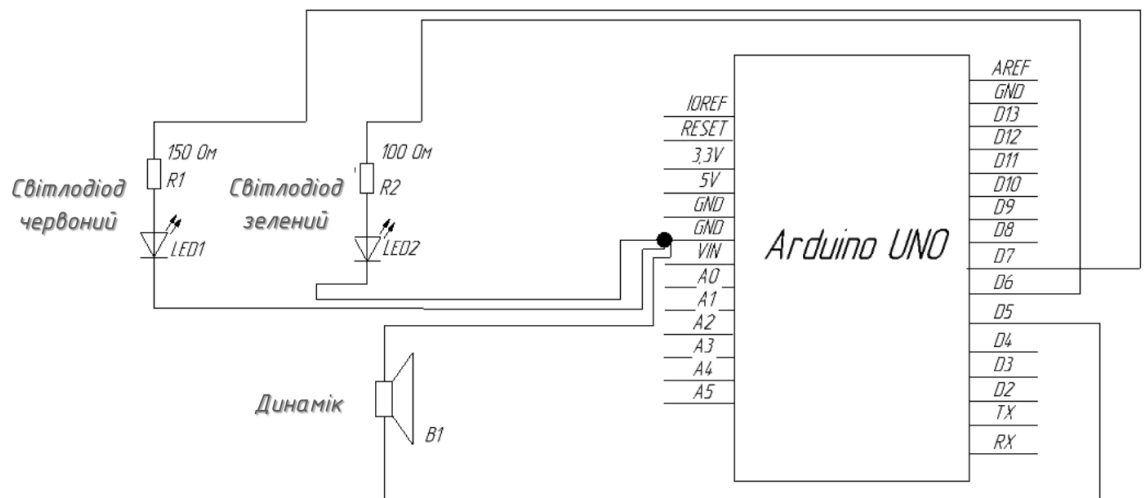 150 Ом
R1
Світлодіод
червоний
LED1
100 Ом
R2
Світлодіод
зелений
LED2
Динамік
B1
IOREF
RESET
3,3V
5V
GND
GND
VIN
A0
A1
A2
A3
A4
A5
Arduino UNO
AREF
GND
D13
D12
D11
D10
D9
D8
D7
D6
D5
D4
D3
D2
TX
RX